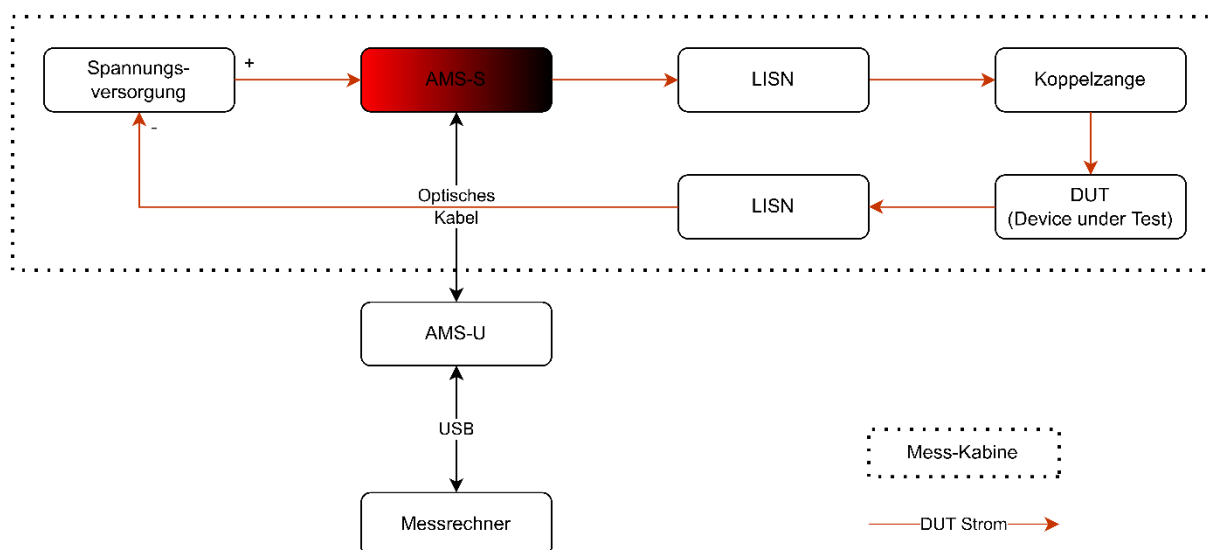 Spannungs-
versorgung
+
AMS-S
LISN
Koppelzange
-
Optisches
Kabel
LISN
DUT
(Device under Test)
AMS-U
USB
Mess-Kabine
Messrechner
DUT Strom